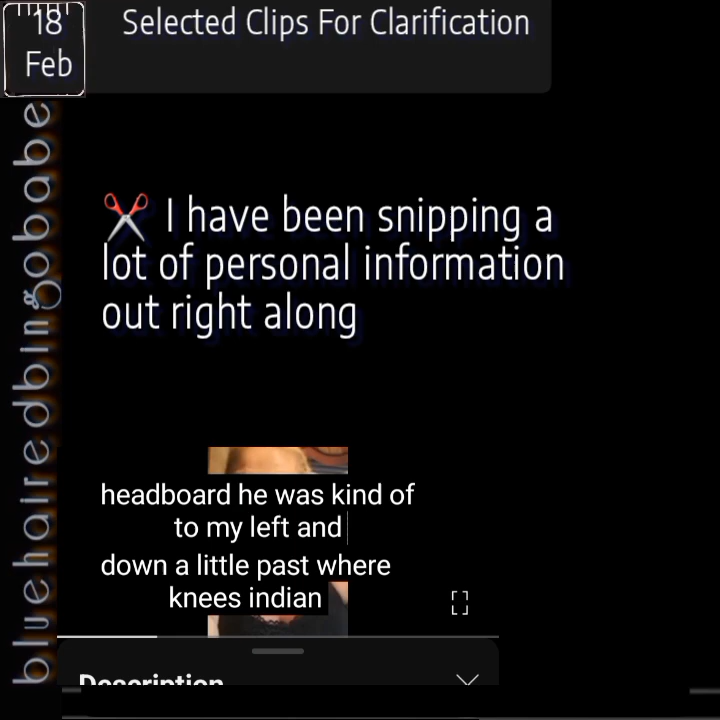 18
Feb
Selected Clips For Clarification
bluehairedbingobabe
✂ I have been snipping a
lot of personal information
out right along
headboard he was kind of
to my left and
down a little past where
knees indian
Description